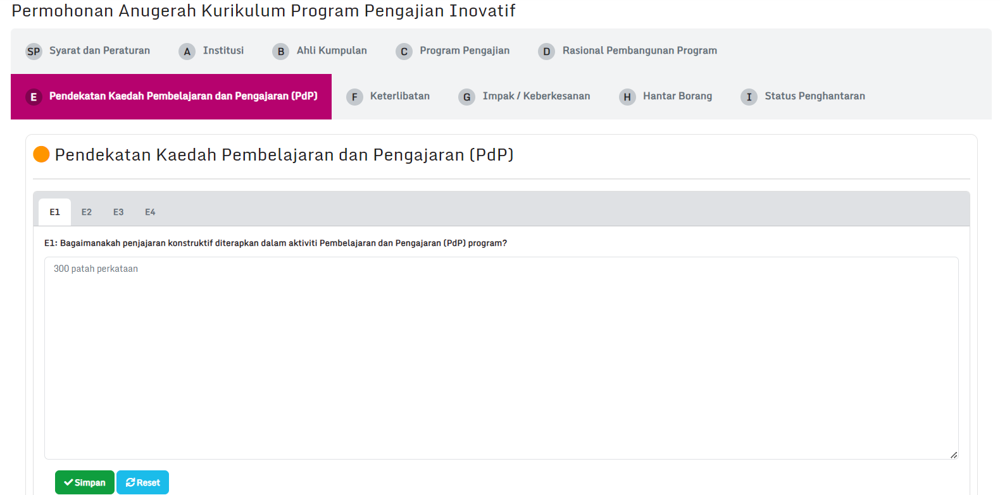 Permohonan Anugerah Kurikulum Program Pengajian Inovatif
SP Syarat dan Peraturan A Institusi B Ahli Kumpulan C Program Pengajian D Rasional Pembangunan Program
E Pendekatan Kaedah Pembelajaran dan Pengajaran (PdP) F Keterlibatan G Impak / Keberkesanan H Hantar Borang I Status Penghantaran
Pendekatan Kaedah Pembelajaran dan Pengajaran (PdP)
E1 E2 E3 E4
E1: Bagaimanakah penjajaran konstruktif diterapkan dalam aktiviti Pembelajaran dan Pengajaran (PdP) program?
300 patah perkataan
Simpan Reset